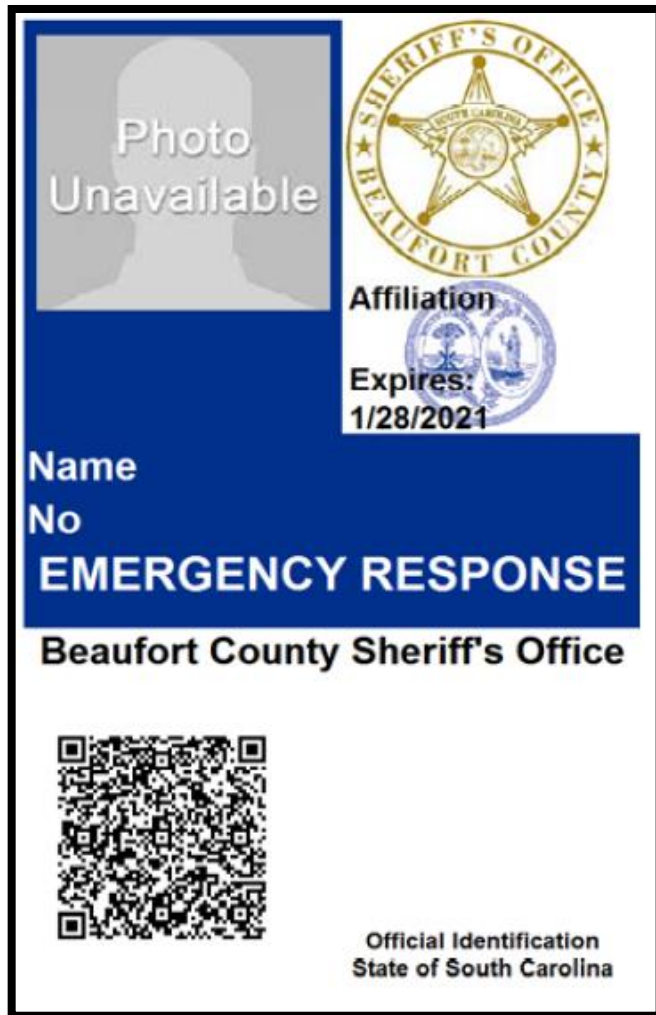 Photo
Unavailable
SHERIFF'S OFFICE
BEAUFORT COUNTY
SOUTH CAROLINA
Affiliation
Expires:
1/28/2021
Name
No
EMERGENCY RESPONSE
Beaufort County Sheriff's Office
Official Identification
State of South Carolina